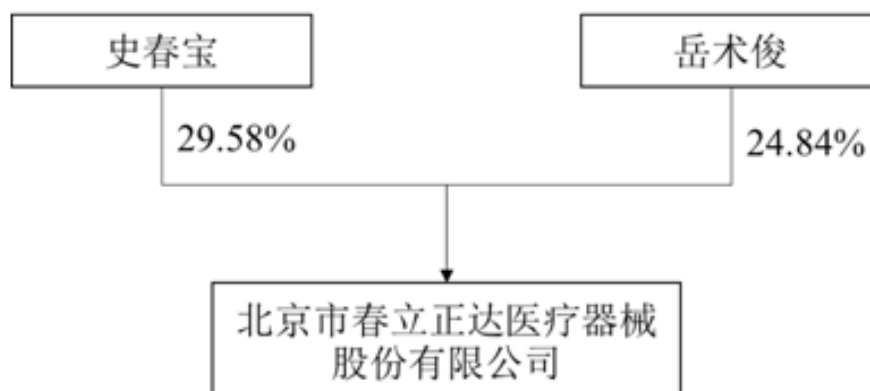 史春宝
岳术俊
29.58%
24.84%
北京市春立正达医疗器械
股份有限公司